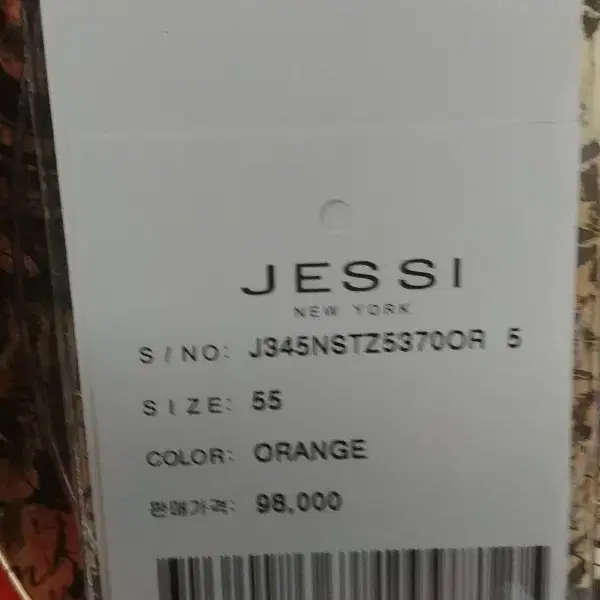 JESSI
NEW YORK
S/NO: J345NSTZ5370OR 5
SIZE: 55
COLOR: ORANGE
판매가격: 98,000